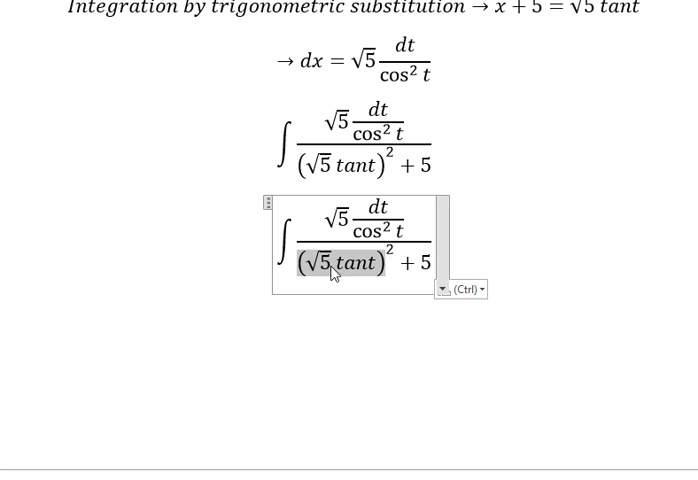 Integration by trigonometric substitution → x + 5 = √5 tant
→ dx = √5 dt/cos² t
∫ (√5 dt/cos² t)/((√5 tant)² + 5)
∫ (√5 dt/cos² t)/((√5 tant)² + 5)
(Ctrl)